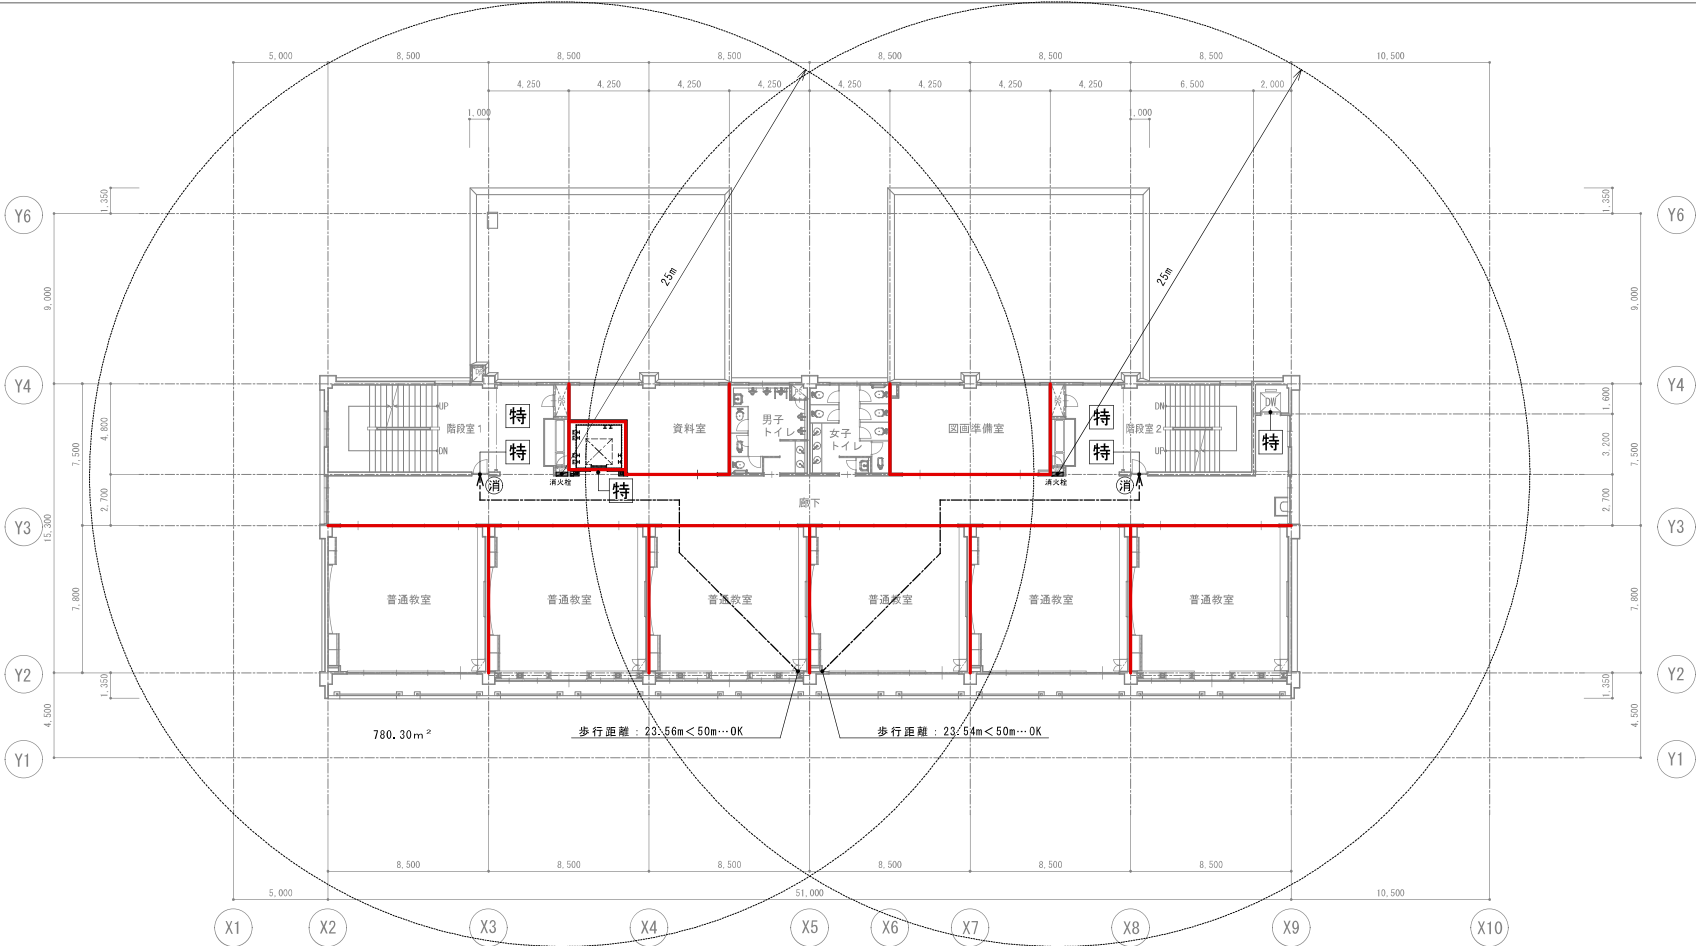 5,000 8,500 8,500 8,500 8,500 8,500 8,500 10,500
4,250 4,250 4,250 4,250 4,250 4,250 4,250 4,250 6,500 2,000
1,000 1,000
1,350 1,350
Y6 Y6
25m 25m
9,000 9,000
Y4 Y4
UP 特 男子 特 DN DW 1,600
4,800 階段室1 資料室 トイレ 女子 図画準備室 階段室2 特 3,200
7,500 DN 特 トイレ 特 UP 7,500
消 消火栓 特 消火栓 消
2,700 廊下 2,700
Y3 Y3
15,300
7,800 普通教室 普通教室 普通教室 普通教室 普通教室 普通教室 7,800
Y2 Y2
1,350 1,350
4,500 780.30m² 歩行距離：23.56m＜50m…OK 歩行距離：23.54m＜50m…OK 4,500
Y1 Y1
8,500 8,500 8,500 8,500 8,500 8,500
5,000 51,000 10,500
X1 X2 X3 X4 X5 X6 X7 X8 X9 X10